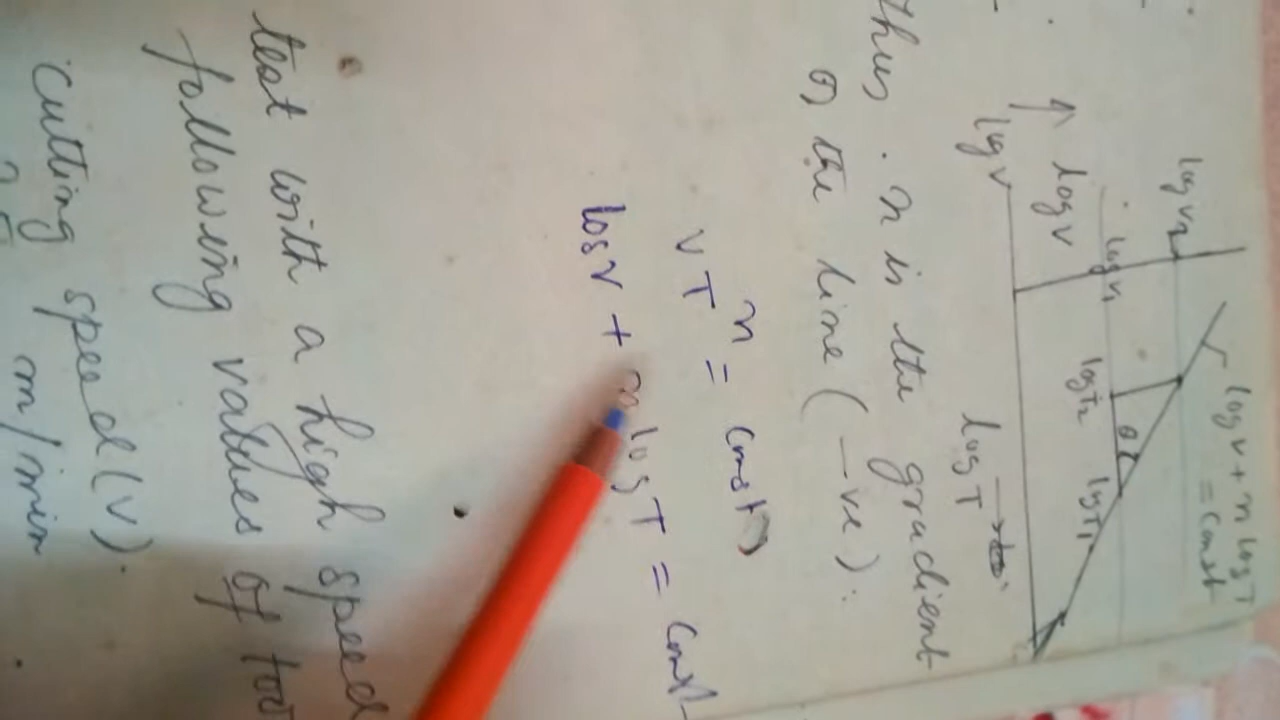 log v + n log T
= const
log v2
log v1
log v
log T2
θ
log T1
log v
log T
Thus . n is the gradient
of the line (-ve) :
v T^n = const
log v + n log T = const
test with a high speed
following values of
cutting speed (v).
m/min